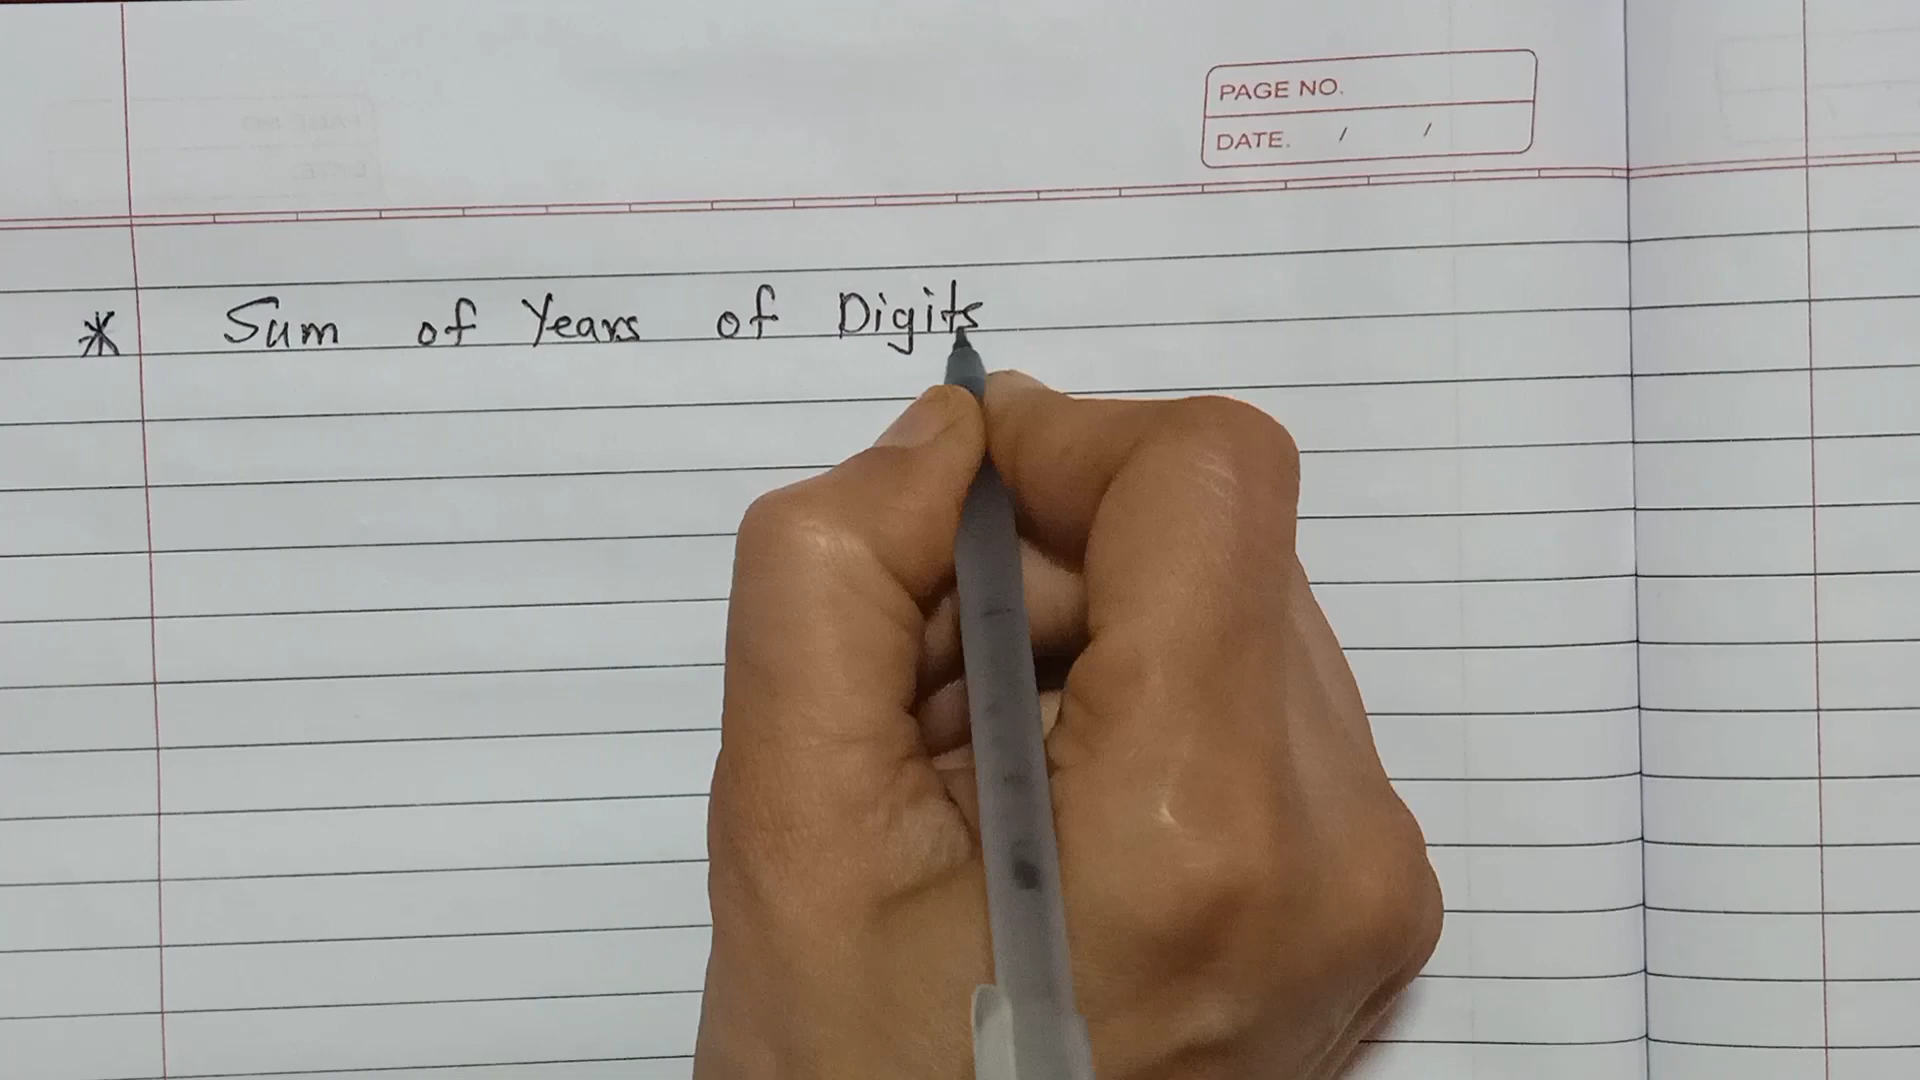 PAGE NO.
DATE. / /
* Sum of Years of Digits